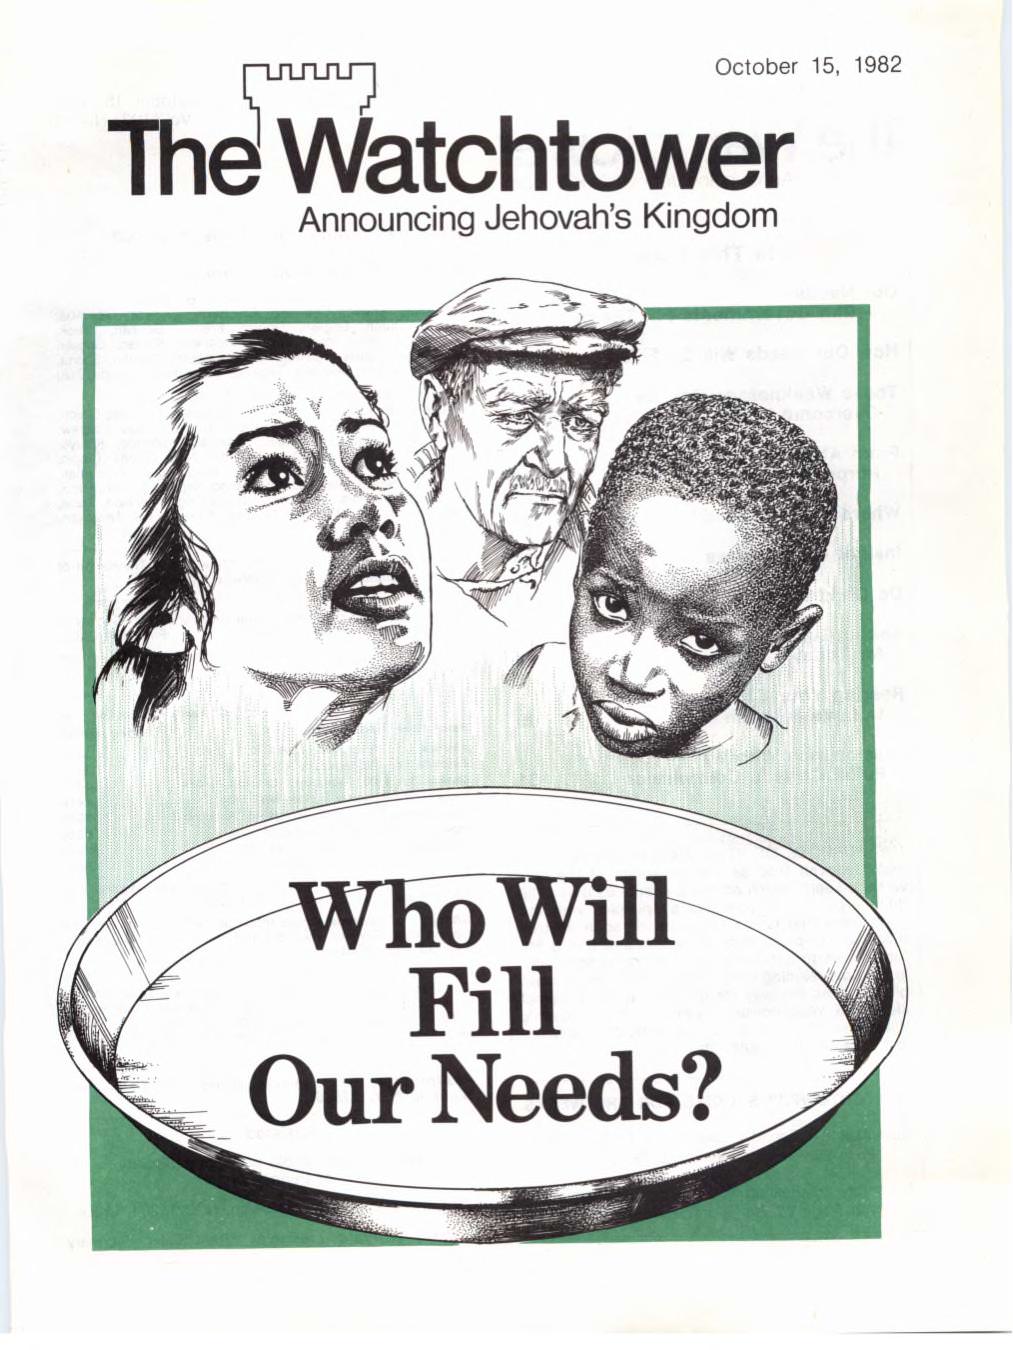 October 15, 1982
The Watchtower
Announcing Jehovah's Kingdom
Who Will
Fill
Our Needs?